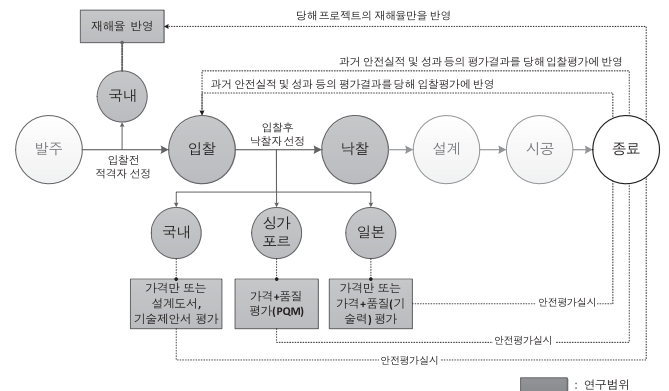 당해 프로젝트의 재해율만을 반영
재해율 반영
과거 안전실적 및 성과 등의 평가결과를 당해 입찰평가에 반영
과거 안전실적 및 성과 등의 평가결과를 당해 입찰평가에 반영
국내
발주
입찰전
적격자 선정
입찰
입찰후
낙찰자 선정
낙찰
설계
시공
종료
국내
싱가
포르
일본
가격만 또는
설계도서,
기술제안서 평가
가격+품질
평가(PQM)
가격만 또는
가격+품질(기
술력) 평가
안전평가실시
안전평가실시
안전평가실시
: 연구범위